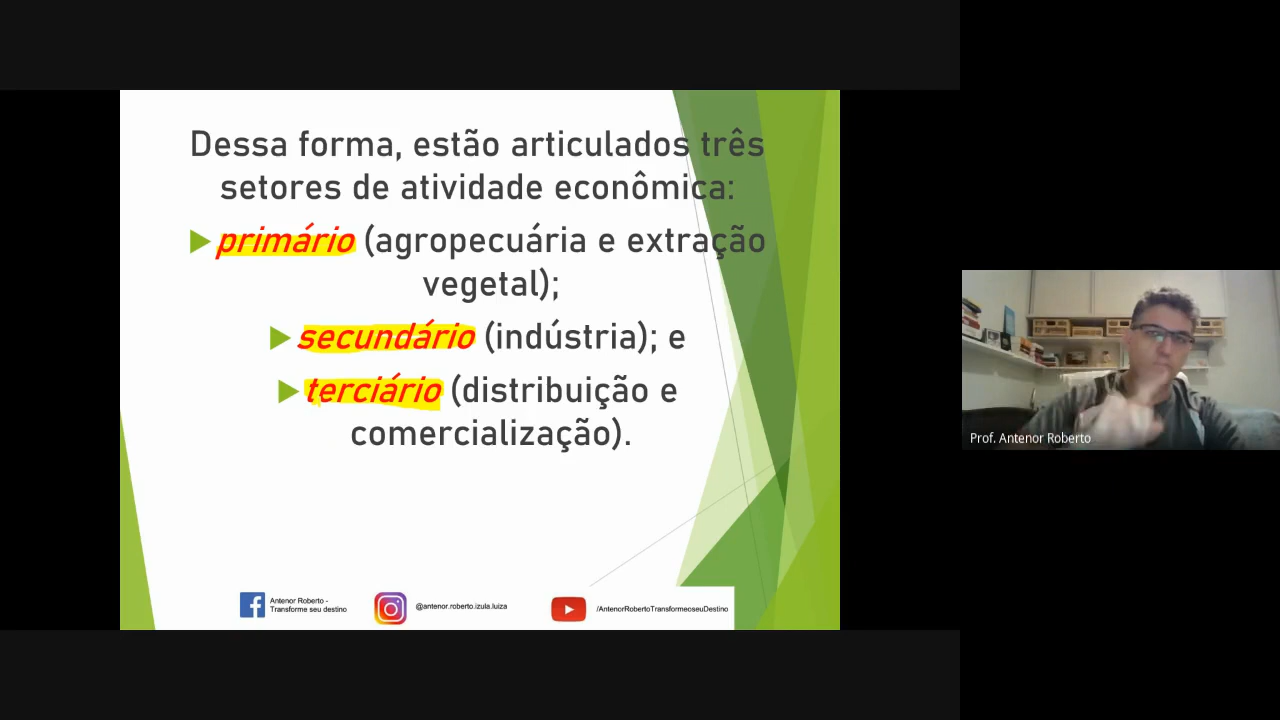 Dessa forma, estão articulados três
setores de atividade econômica:
primário (agropecuária e extração
vegetal);
secundário (indústria); e
terciário (distribuição e
comercialização).
Antenor Roberto -
Transforme seu destino
@antenor.roberto.izula.luiza
/AntenorRobertoTransformeoseuDestino
Prof. Antenor Roberto